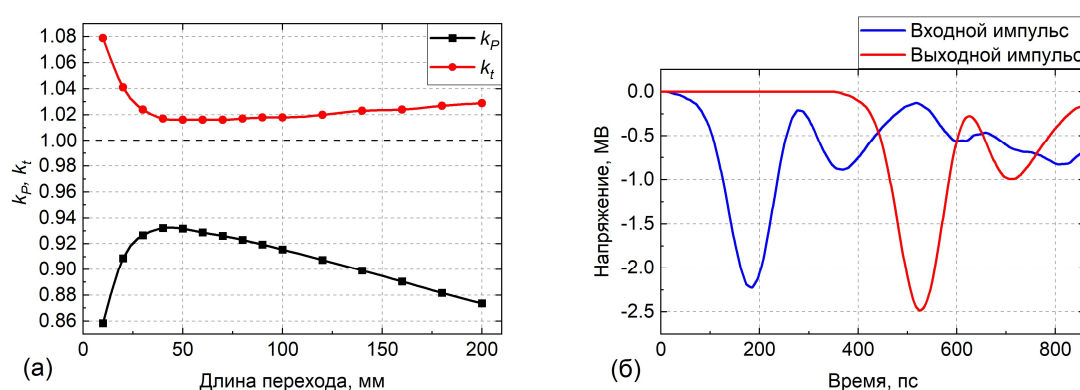 1.08
1.06
1.04
1.02
1.00
0.98
0.96
0.94
0.92
0.90
0.88
0.86
k_P, k_t
k_P
k_t
0 50 100 150 200
Длина перехода, мм
(а)
Входной импульс
Выходной импульс
0.0
-0.5
-1.0
-1.5
-2.0
-2.5
Напряжение, МВ
0 200 400 600 800
Время, пс
(б)